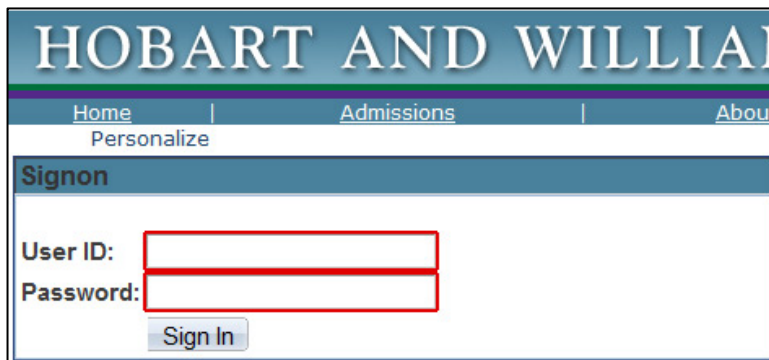 HOBART AND WILLIA
Home | Admissions | Abou
Personalize
Signon
User ID:
Password:
Sign In